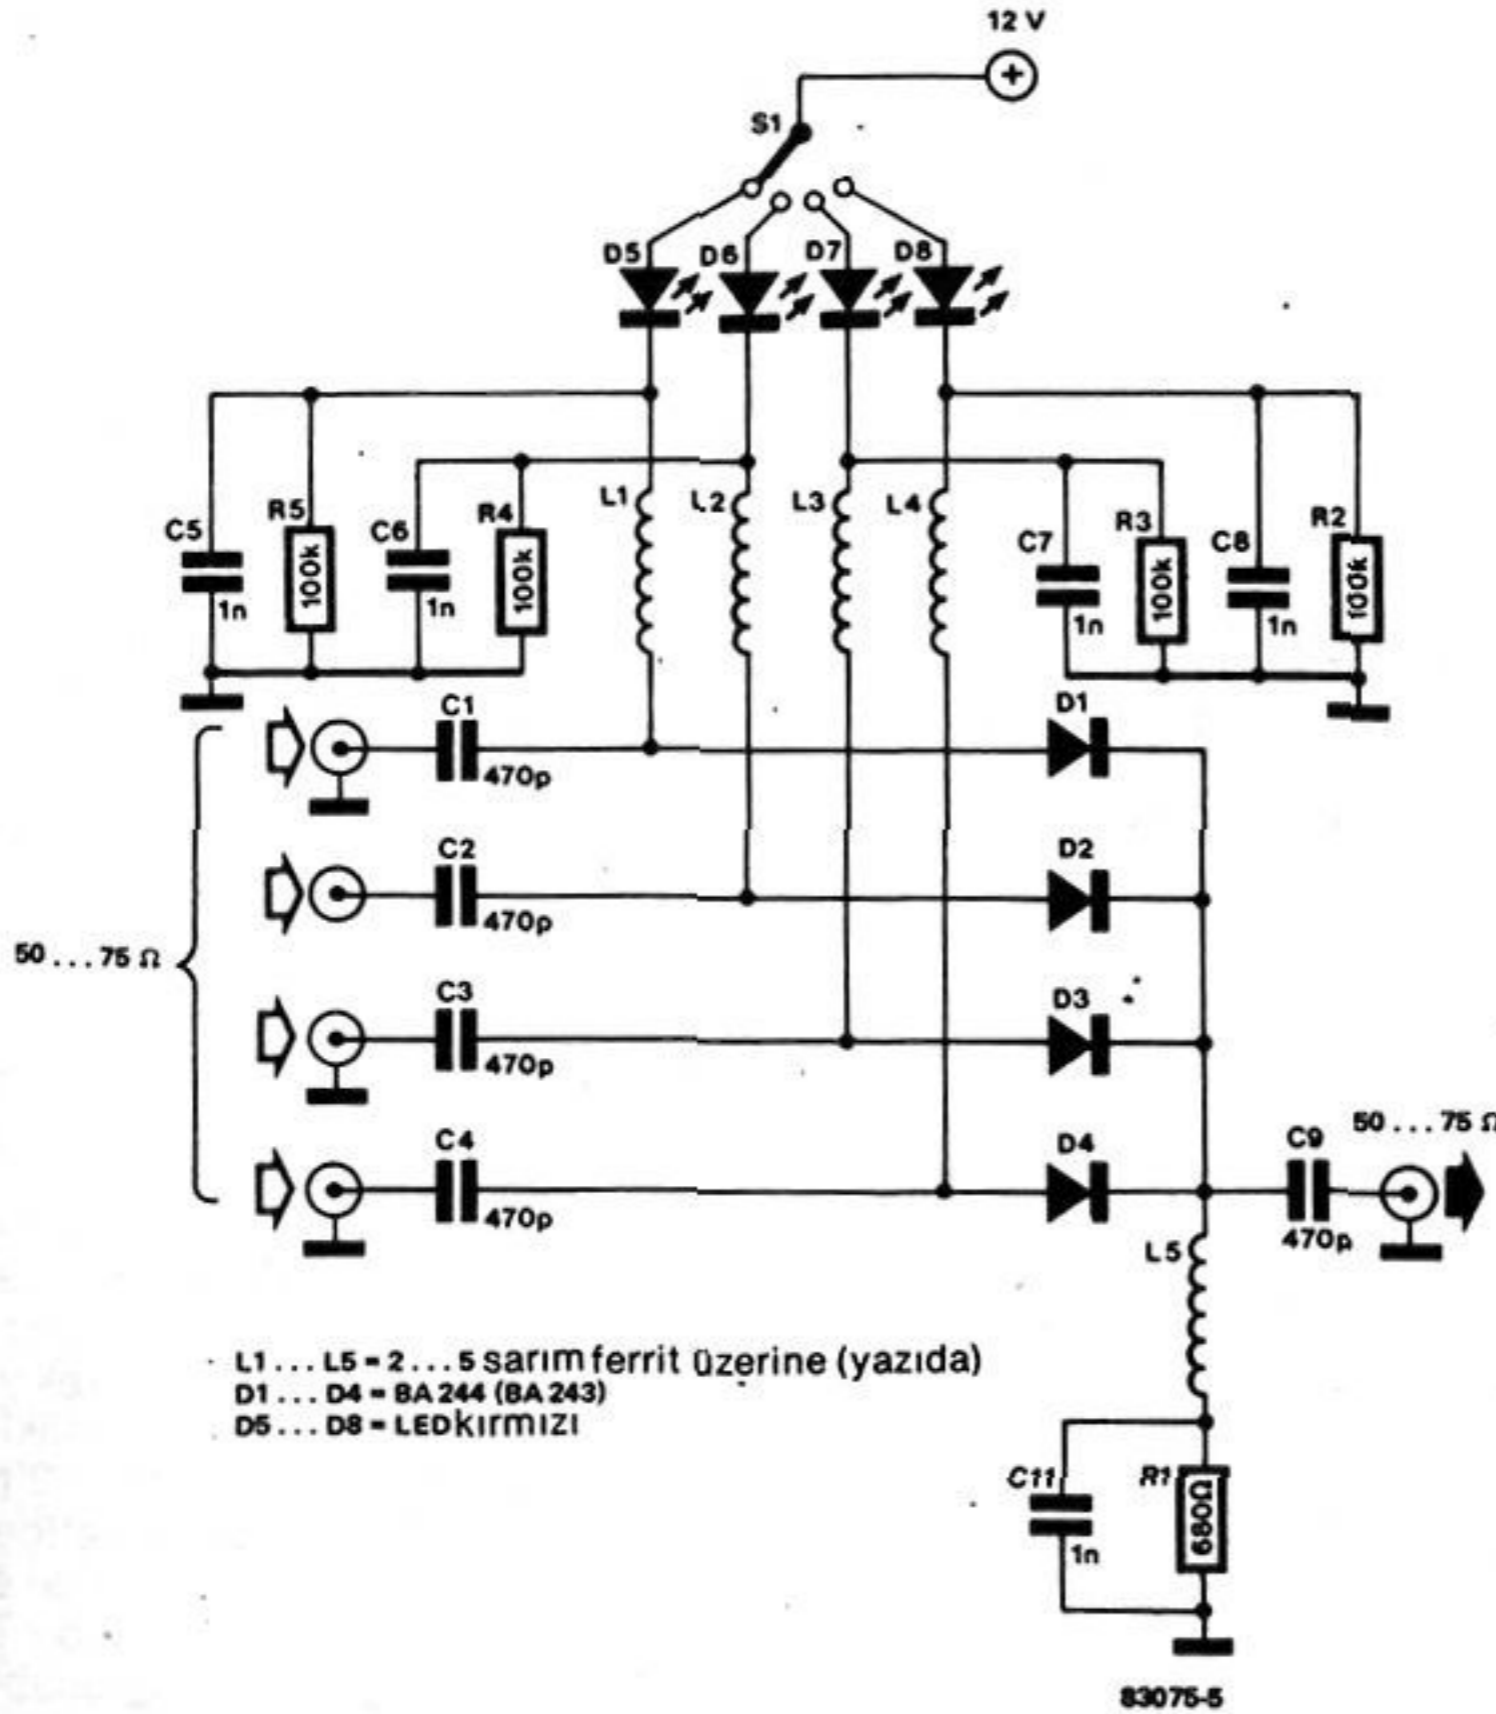 12 V
S1
D5
D6
D7
D8
L1
L2
L3
L4
C5
1n
R5
100k
C6
1n
R4
100k
C7
1n
R3
100k
C8
1n
R2
100k
C1
470p
D1
C2
470p
D2
50 ... 75 Ω
C3
470p
D3
C4
470p
D4
C9
470p
50 ... 75 Ω
L5
L1 ... L5 = 2 ... 5 sarım ferrit üzerine (yazıda)
D1 ... D4 = BA 244 (BA 243)
D5 ... D8 = LED kırmızı
C11
1n
R1
680Ω
83075-5